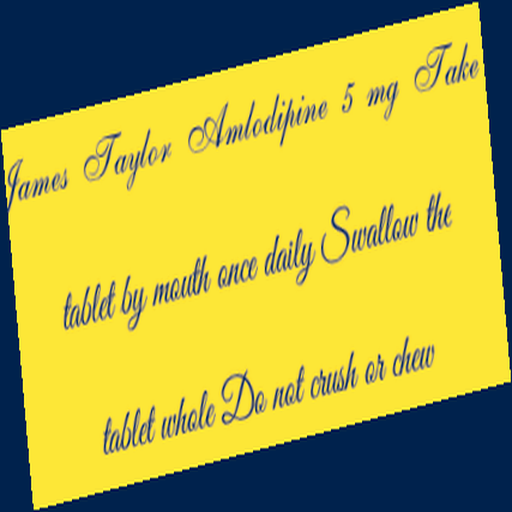 James Taylor Amlodipine 5 mg Take
tablet by mouth once daily Swallow the
tablet whole Do not crush or chew